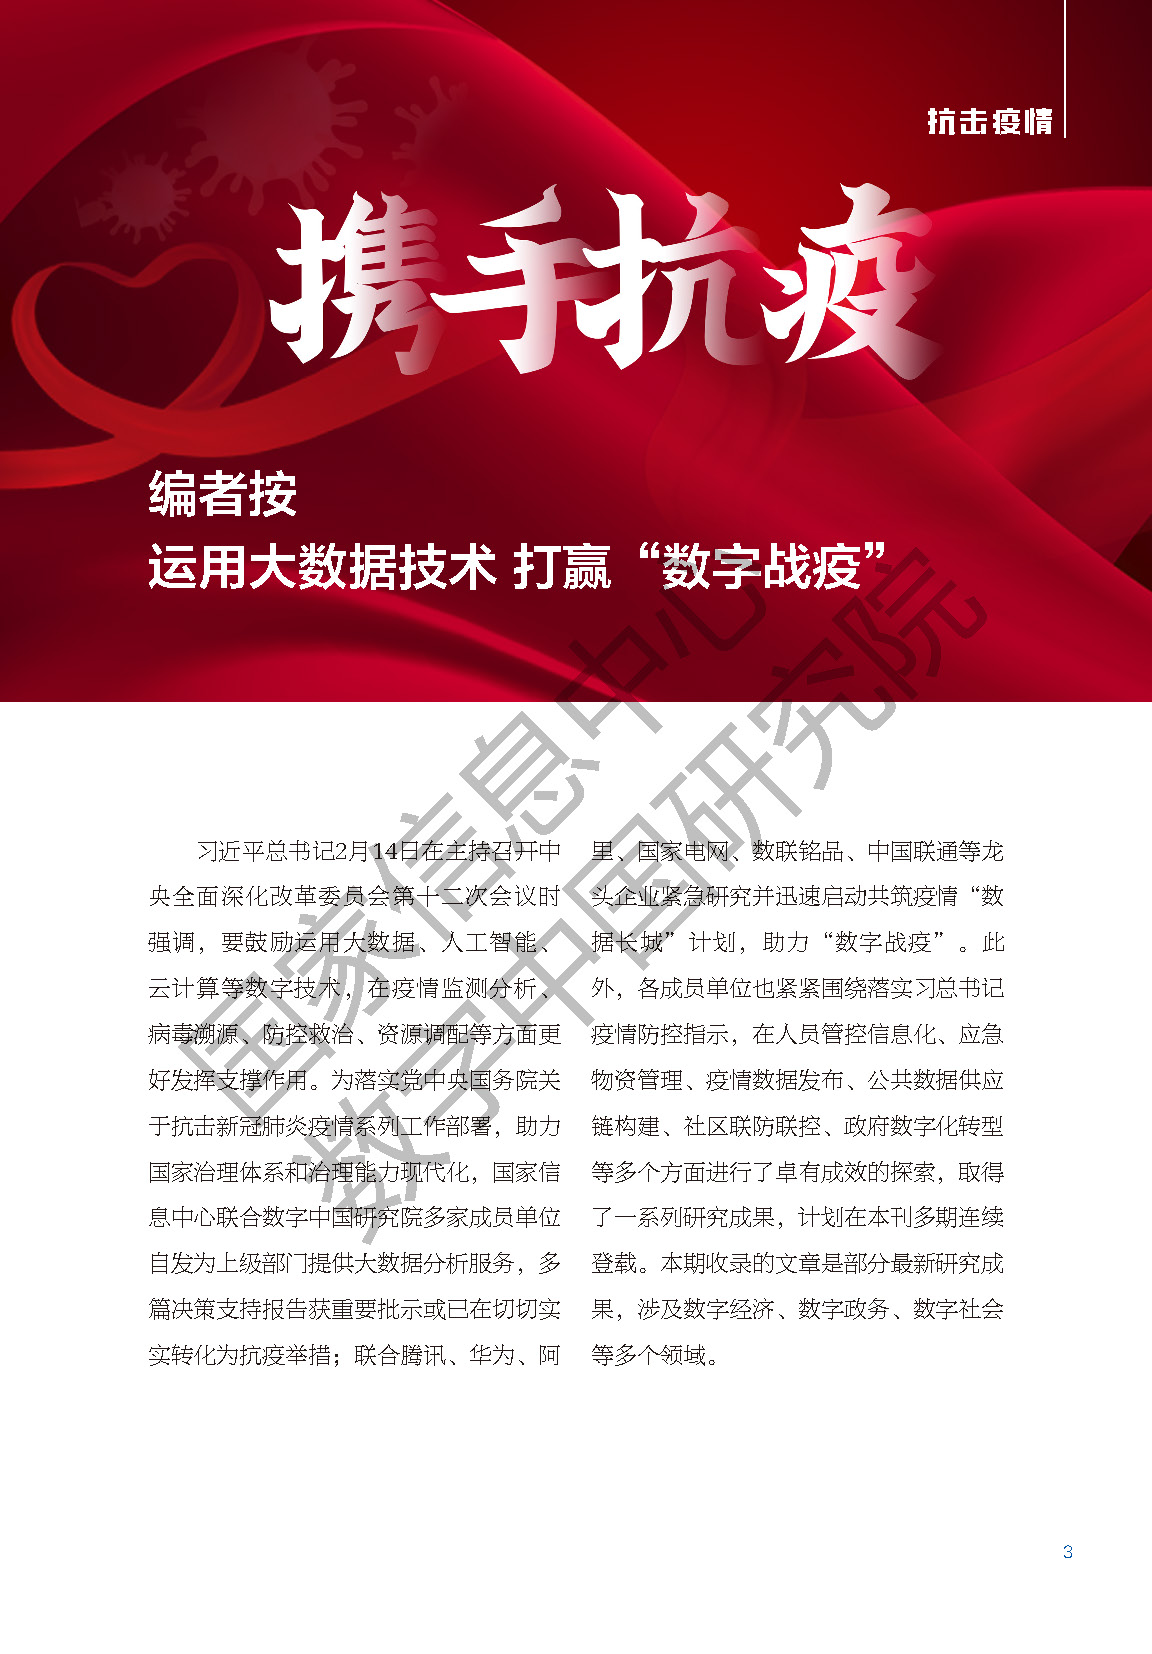 抗击疫情
携手抗疫
编者按
运用大数据技术 打赢“数字战疫”
习近平总书记2月14日在主持召开中
央全面深化改革委员会第十二次会议时
强调，要鼓励运用大数据、人工智能、
云计算等数字技术，在疫情监测分析、
病毒溯源、防控救治、资源调配等方面更
好发挥支撑作用。为落实党中央国务院关
于抗击新冠肺炎疫情系列工作部署，助力
国家治理体系和治理能力现代化，国家信
息中心联合数字中国研究院多家成员单位
自发为上级部门提供大数据分析服务，多
篇决策支持报告获重要批示或已在切切实
实转化为抗疫举措；联合腾讯、华为、阿
里、国家电网、数联铭品、中国联通等龙
头企业紧急研究并迅速启动共筑疫情“数
据长城”计划，助力“数字战疫”。此
外，各成员单位也紧紧围绕落实习总书记
疫情防控指示，在人员管控信息化、应急
物资管理、疫情数据发布、公共数据供应
链构建、社区联防联控、政府数字化转型
等多个方面进行了卓有成效的探索，取得
了一系列研究成果，计划在本刊多期连续
登载。本期收录的文章是部分最新研究成
果，涉及数字经济、数字政务、数字社会
等多个领域。
国家信息中心
数字中国研究院
3